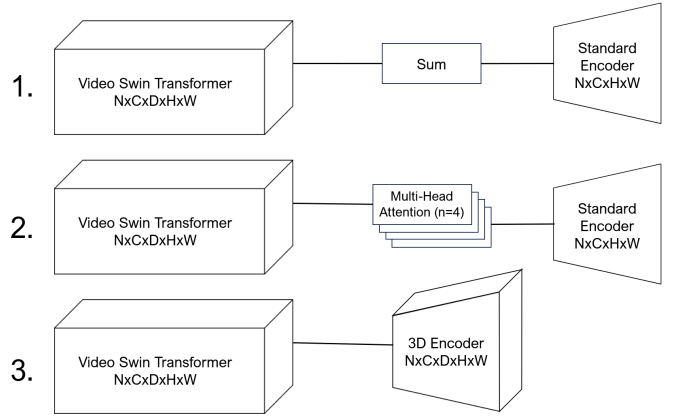 1.
Video Swin Transformer
NxCxDxHxW
Sum
Standard
Encoder
NxCxHxW
2.
Video Swin Transformer
NxCxDxHxW
Multi-Head
Attention (n=4)
Standard
Encoder
NxCxHxW
3.
Video Swin Transformer
NxCxDxHxW
3D Encoder
NxCxDxHxW